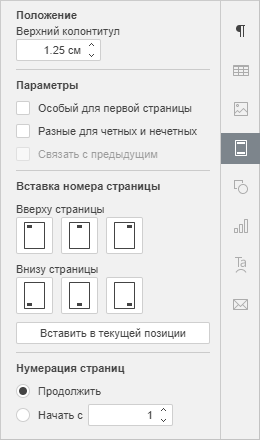 Положение
Верхний колонтитул
1.25 см
Параметры
Особый для первой страницы
Разные для четных и нечетных
Связать с предыдущим
Вставка номера страницы
Вверху страницы
Внизу страницы
Вставить в текущей позиции
Нумерация страниц
Продолжить
Начать с 1